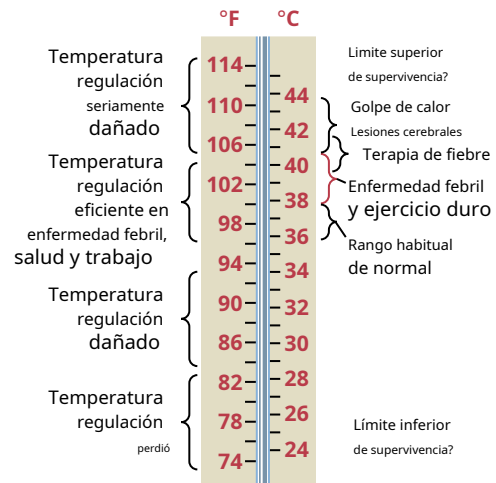 °F
°C
Temperatura
regulación
seriamente
dañado
Temperatura
regulación
eficiente en
enfermedad febril,
salud y trabajo
Temperatura
regulación
dañado
Temperatura
regulación
perdió
114
110
106
102
98
94
90
86
82
78
74
44
42
40
38
36
34
32
30
28
26
24
Limite superior
de supervivencia?
Golpe de calor
Lesiones cerebrales
Terapia de fiebre
Enfermedad febril
y ejercicio duro
Rango habitual
de normal
Límite inferior
de supervivencia?